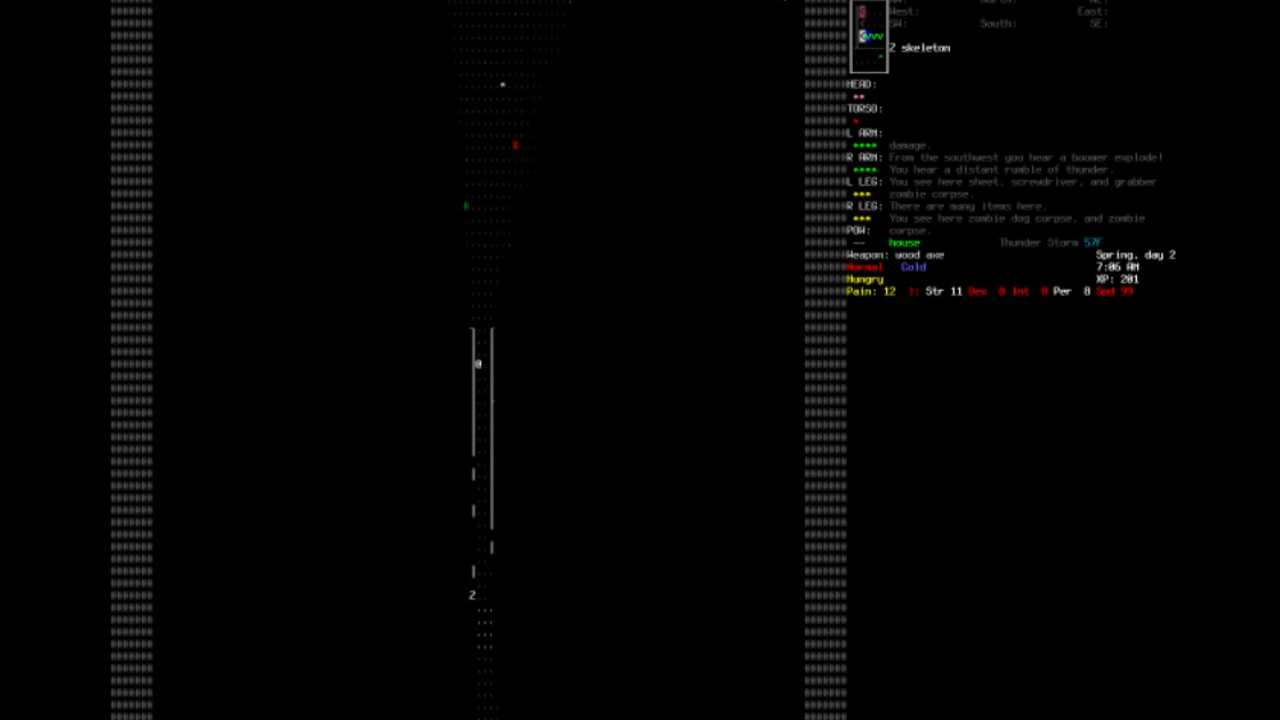 West: East:
SW: South: SE:
Z skeleton
HEAD:
**
TORSO:
*
L ARM:
**** damage.
R ARM: From the southwest you hear a boomer explode!
**** You hear a distant rumble of thunder.
L LEG: You see here sheet, screwdriver, and grabber
*** zombie corpse.
R LEG: There are many items here.
*** You see here zombie dog corpse, and zombie
POW: corpse.
-- house Thunder Storm 57F
Weapon: wood axe Spring, day 2
Normal Cold 7:06 AM
Hungry XP: 201
Pain: 12 ): Str 11 Dex 8 Int 8 Per 8 Spd 99
@
Z